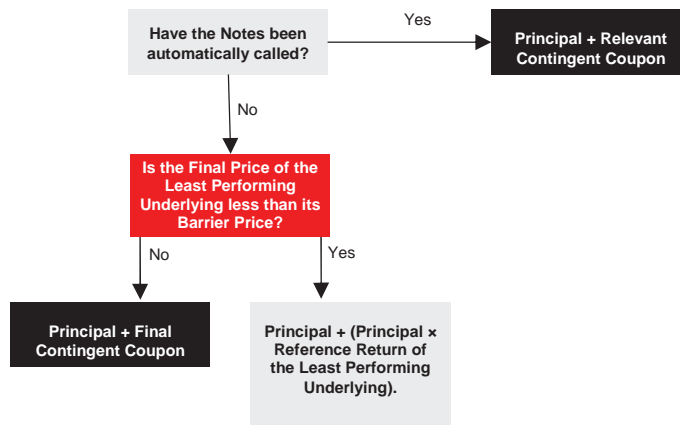 Have the Notes been
automatically called?
Yes
Principal + Relevant
Contingent Coupon
No
Is the Final Price of the
Least Performing
Underlying less than its
Barrier Price?
No
Yes
Principal + Final
Contingent Coupon
Principal + (Principal ×
Reference Return of
the Least Performing
Underlying).